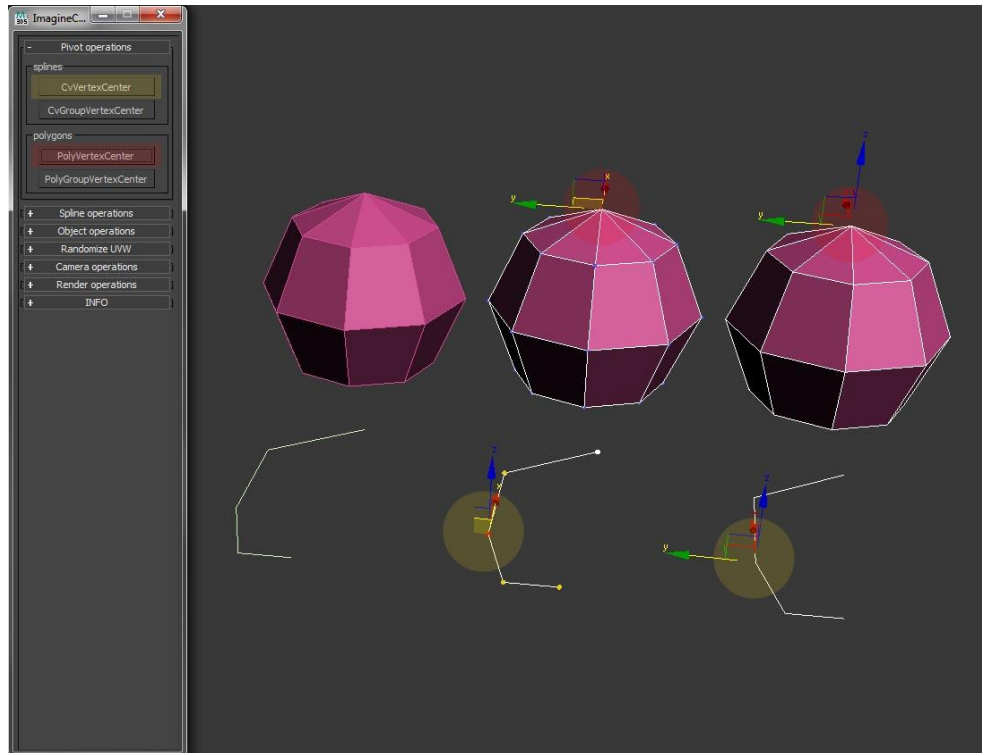 ImagineC...
- Pivot operations
splines
CvVertexCenter
CvGroupVertexCenter
polygons
PolyVertexCenter
PolyGroupVertexCenter
+ Spline operations
+ Object operations
+ Randomize UVW
+ Camera operations
+ Render operations
+ INFO
x
y
z
y
z
x
z
y